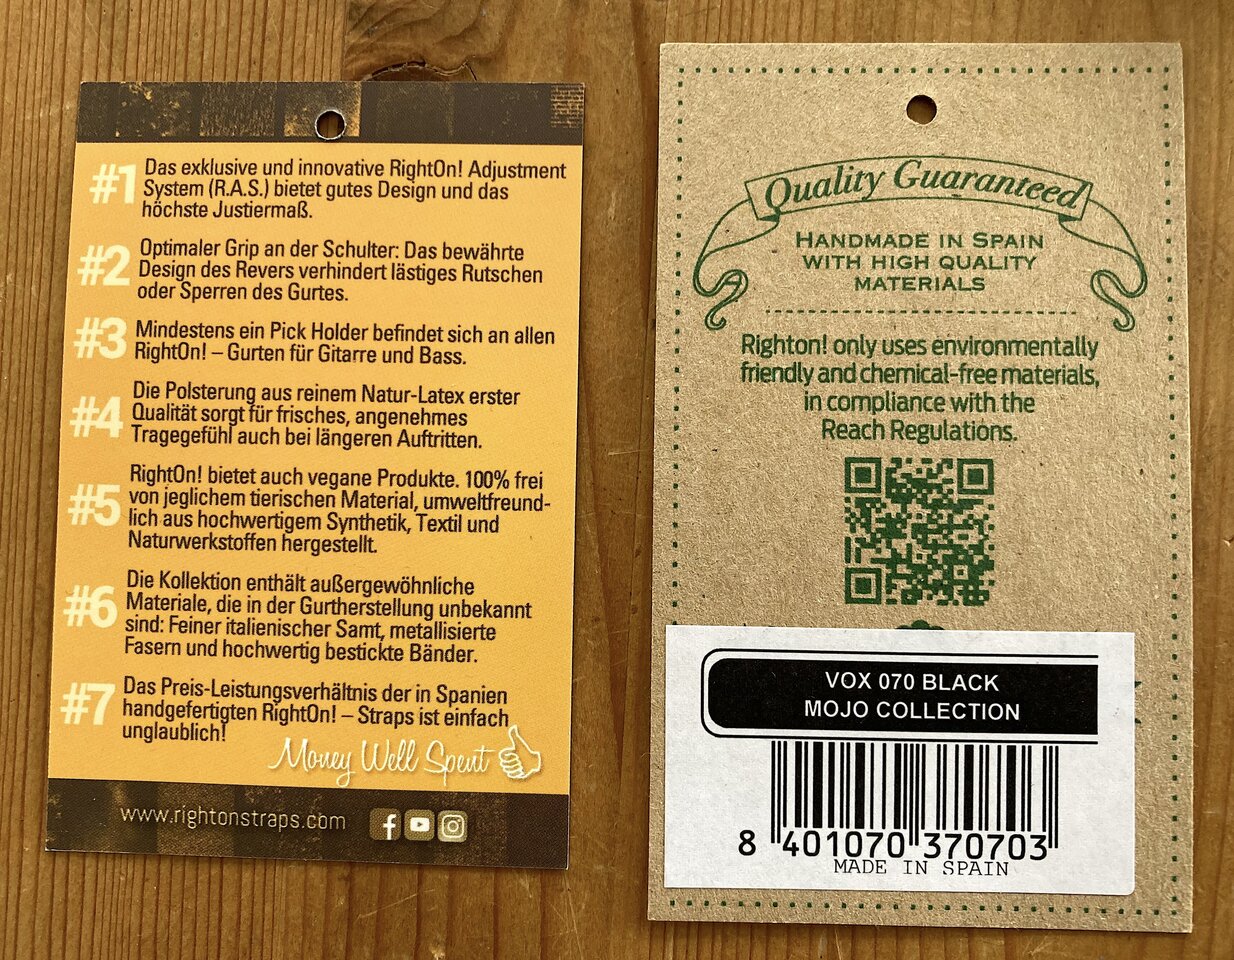 #1 Das exklusive und innovative RightOn! Adjustment
System (R.A.S.) bietet gutes Design und das
höchste Justiermaß.
#2 Optimaler Grip an der Schulter: Das bewährte
Design des Revers verhindert lästiges Rutschen
oder Sperren des Gurtes.
#3 Mindestens ein Pick Holder befindet sich an allen
RightOn! – Gurten für Gitarre und Bass.
#4 Die Polsterung aus reinem Natur-Latex erster
Qualität sorgt für frisches, angenehmes
Tragegefühl auch bei längeren Auftritten.
#5 RightOn! bietet auch vegane Produkte. 100% frei
von jeglichem tierischen Material, umweltfreund-
lich aus hochwertigem Synthetik, Textil und
Naturwerkstoffen hergestellt.
#6 Die Kollektion enthält außergewöhnliche
Materiale, die in der Gurtherstellung unbekannt
sind: Feiner italienischer Samt, metallisierte
Fasern und hochwertig bestickte Bänder.
#7 Das Preis-Leistungsverhältnis der in Spanien
handgefertigten RightOn! – Straps ist einfach
unglaublich!
Money Well Spent
www.rightonstraps.com
Quality Guaranteed
HANDMADE IN SPAIN
WITH HIGH QUALITY
MATERIALS
Righton! only uses environmentally
friendly and chemical-free materials,
in compliance with the
Reach Regulations.
VOX 070 BLACK
MOJO COLLECTION
8 401070 370703
MADE IN SPAIN